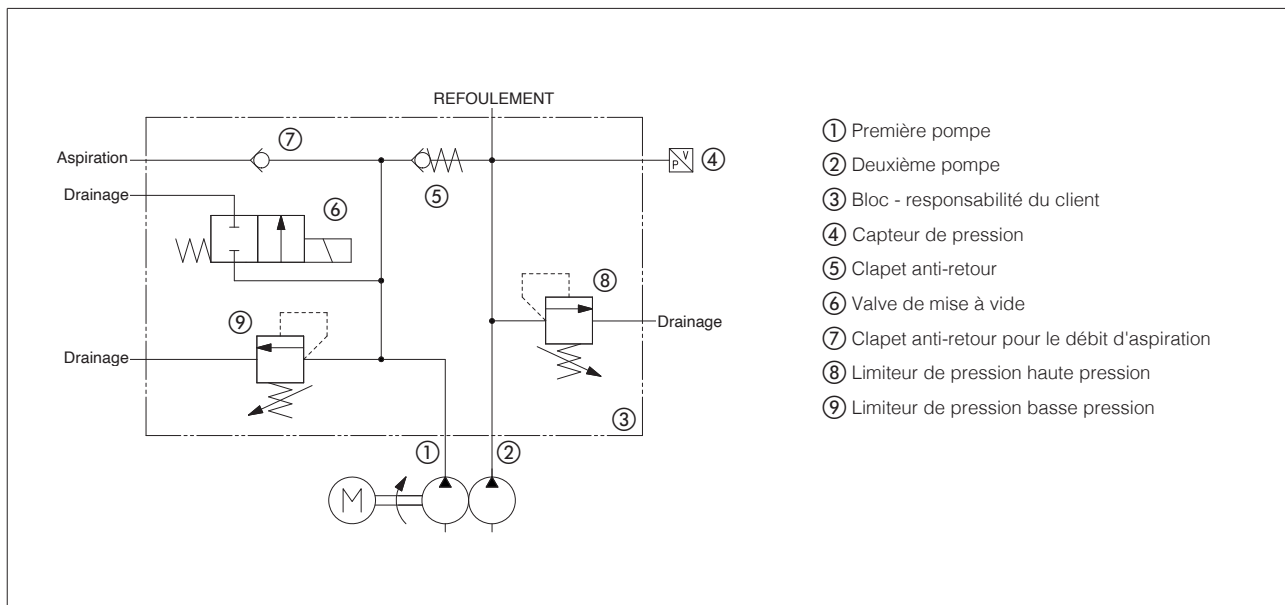 REFOULEMENT
⑦
Aspiration
④
⑤
Drainage
⑥
⑧
⑨
Drainage
Drainage
③
①
②
M
P
V
① Première pompe
② Deuxième pompe
③ Bloc - responsabilité du client
④ Capteur de pression
⑤ Clapet anti-retour
⑥ Valve de mise à vide
⑦ Clapet anti-retour pour le débit d'aspiration
⑧ Limiteur de pression haute pression
⑨ Limiteur de pression basse pression